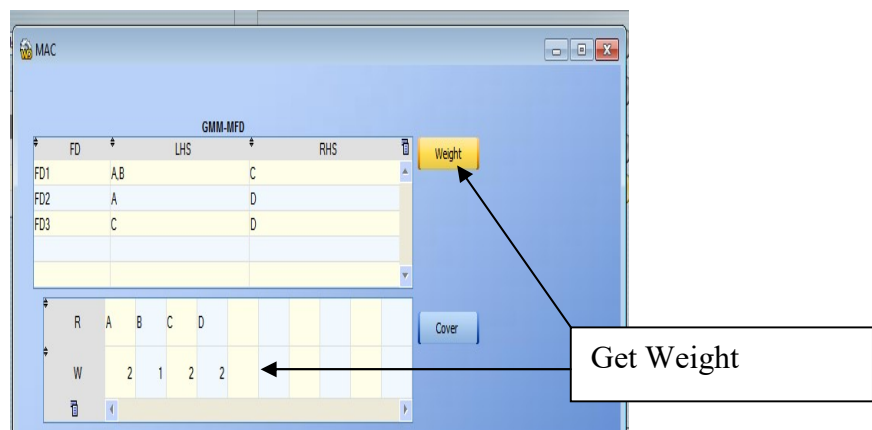 MAC
GMM-MFD
FD LHS RHS
Weight
FD1 A,B C
FD2 A D
FD3 C D
R A B C D
Cover
W 2 1 2 2
Get Weight